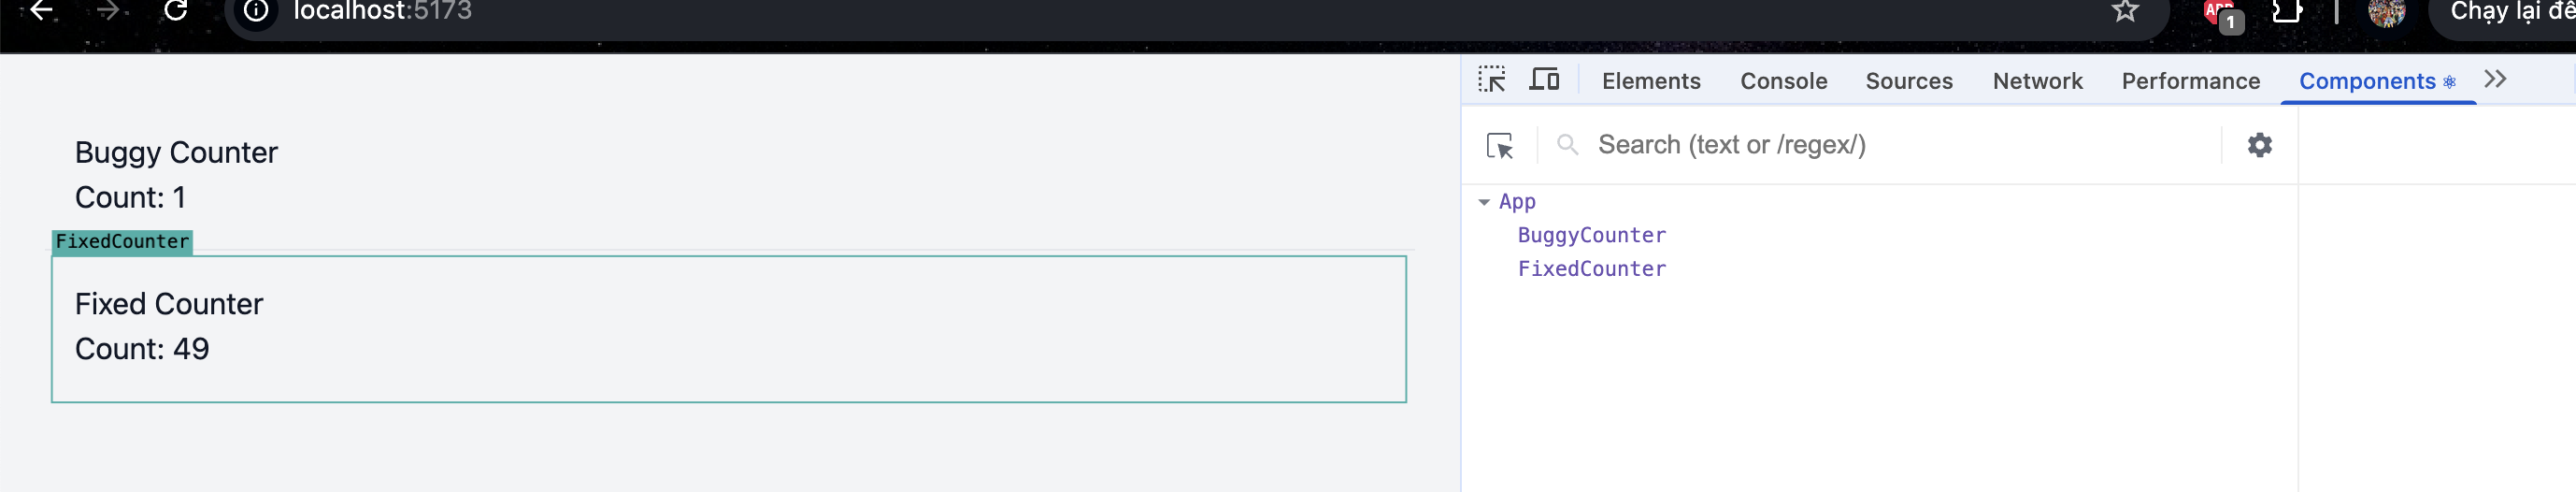 localhost:5173
1
Chạy lại để
Elements Console Sources Network Performance Components
Search (text or /regex/)
Buggy Counter
Count: 1
FixedCounter
Fixed Counter
Count: 49
App
BuggyCounter
FixedCounter